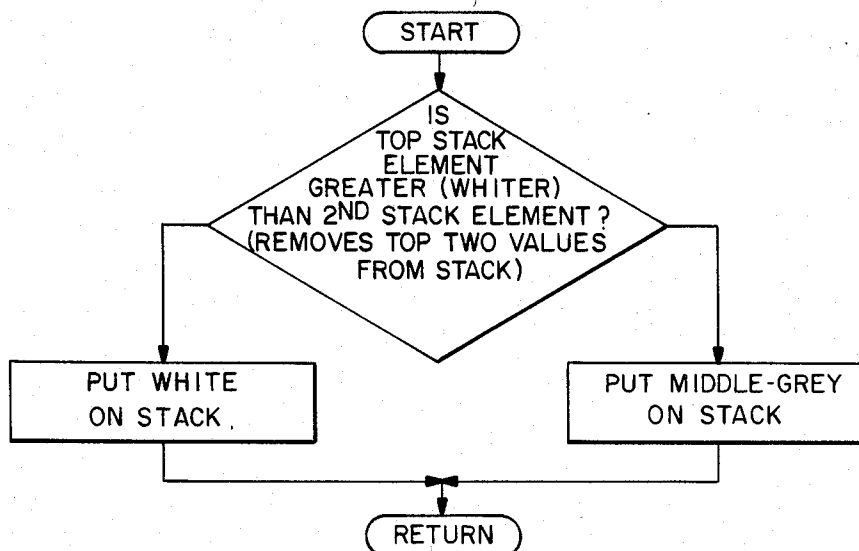 START
IS
TOP STACK
ELEMENT
GREATER (WHITER)
THAN 2ND STACK ELEMENT?
(REMOVES TOP TWO VALUES
FROM STACK)
PUT WHITE
ON STACK
PUT MIDDLE-GREY
ON STACK
RETURN